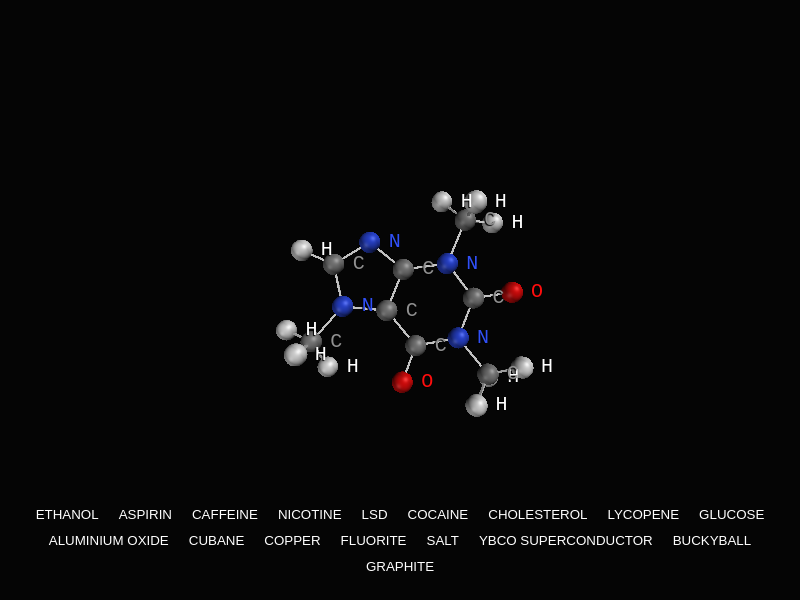 H H
C H
N
H C C N
C O
H N C
H C C N
H H C H H
O H
ETHANOL ASPIRIN CAFFEINE NICOTINE LSD COCAINE CHOLESTEROL LYCOPENE GLUCOSE
ALUMINIUM OXIDE CUBANE COPPER FLUORITE SALT YBCO SUPERCONDUCTOR BUCKYBALL
GRAPHITE